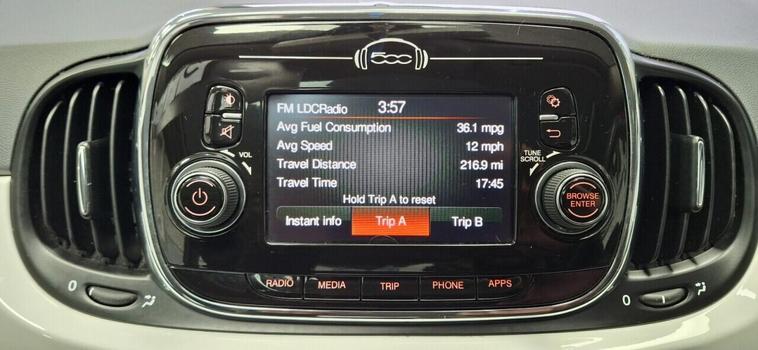 500
FM LDCRadio 3:57
Avg Fuel Consumption 36.1 mpg
Avg Speed 12 mph
Travel Distance 216.9 mi
Travel Time 17:45
Hold Trip A to reset
Instant info Trip A Trip B
VOL
TUNE
SCROLL
BROWSE
ENTER
RADIO MEDIA TRIP PHONE APPS
0
0